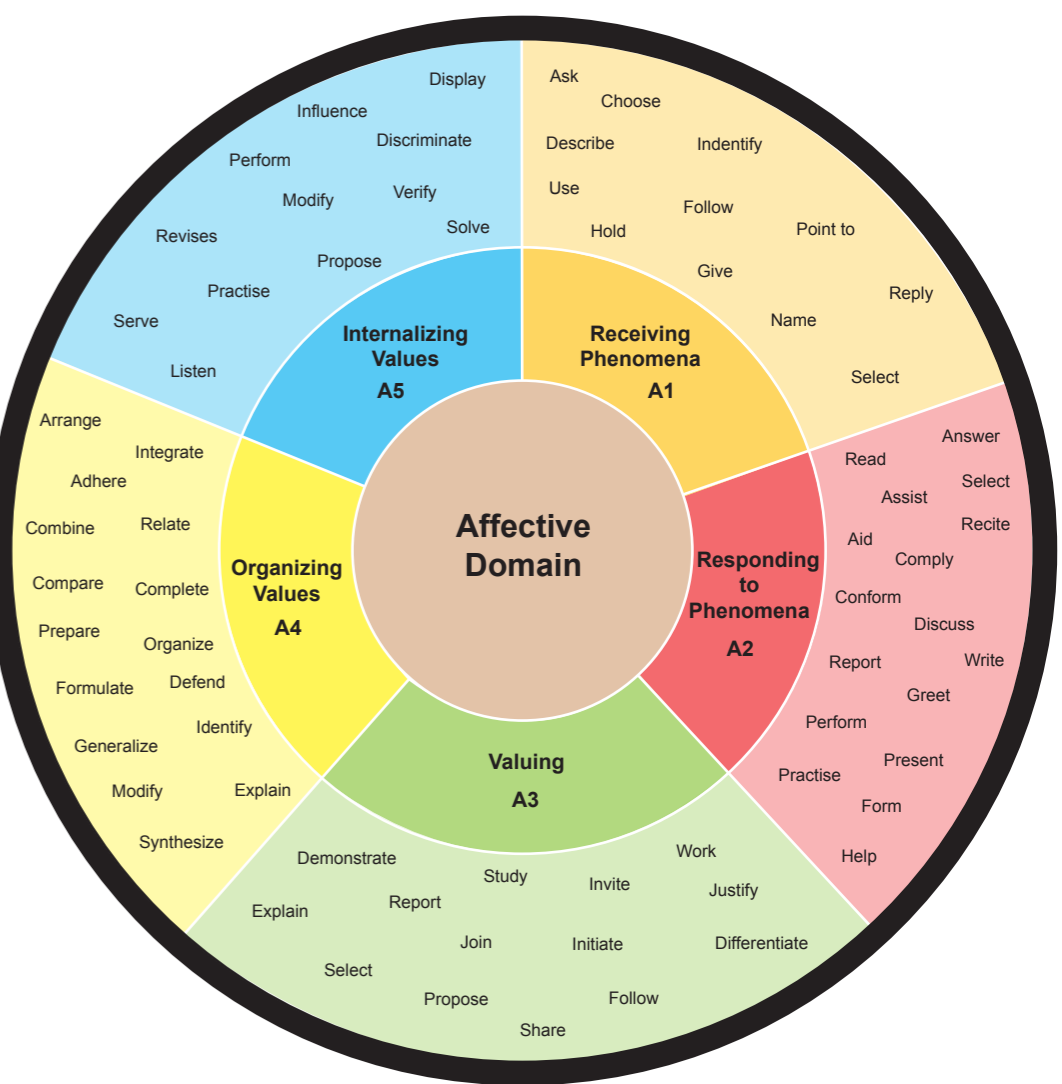 Affective
Domain
Receiving
Phenomena
A1
Ask
Choose
Describe
Indentify
Use
Follow
Hold
Point to
Give
Reply
Name
Select
Responding
to
Phenomena
A2
Answer
Read
Select
Assist
Recite
Aid
Comply
Conform
Discuss
Report
Write
Greet
Perform
Present
Practise
Form
Help
Valuing
A3
Work
Demonstrate
Study
Invite
Justify
Report
Explain
Join
Initiate
Differentiate
Select
Propose
Follow
Share
Organizing
Values
A4
Arrange
Integrate
Adhere
Combine
Relate
Compare
Complete
Prepare
Organize
Formulate
Defend
Identify
Generalize
Modify
Explain
Synthesize
Internalizing
Values
A5
Display
Influence
Discriminate
Perform
Modify
Verify
Solve
Revises
Propose
Practise
Serve
Listen